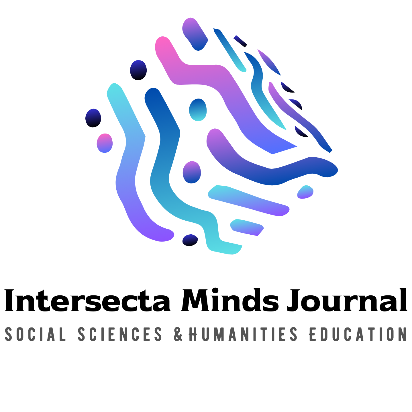 Intersecta Minds Journal
SOCIAL SCIENCES & HUMANITIES EDUCATION